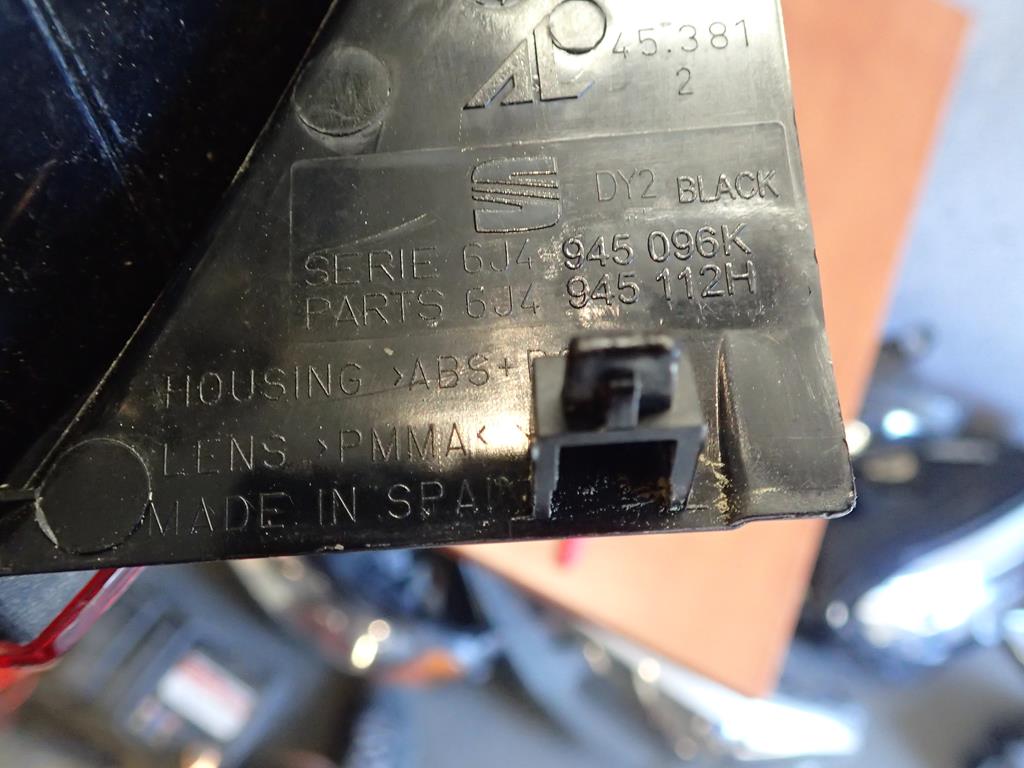 AL 45.381
2
DY2 BLACK
SERIE 6J4 945 096K
PARTS 6J4 945 112H
HOUSING >ABS+
LENS >PMMA<
MADE IN SPAIN